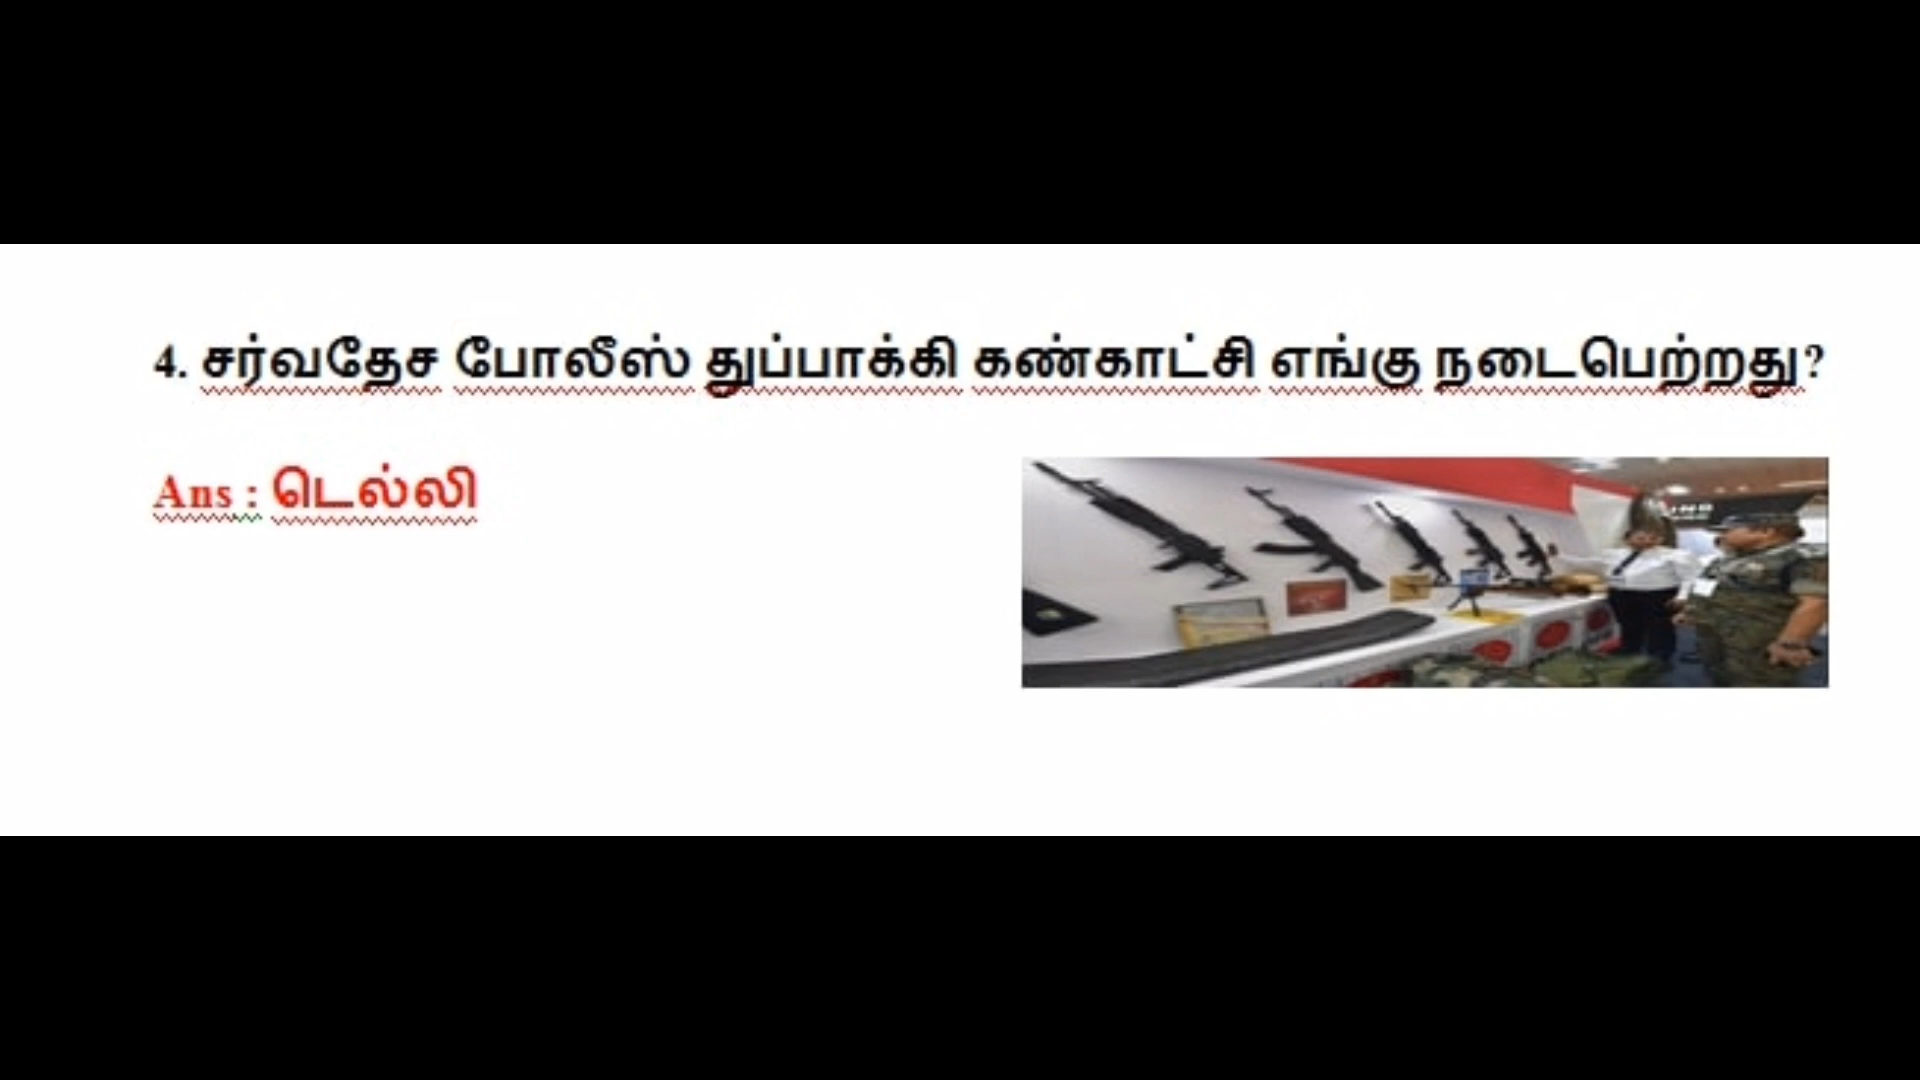 4. சர்வதேச போலீஸ் துப்பாக்கி கண்காட்சி எங்கு நடைபெற்றது?
Ans : டெல்லி